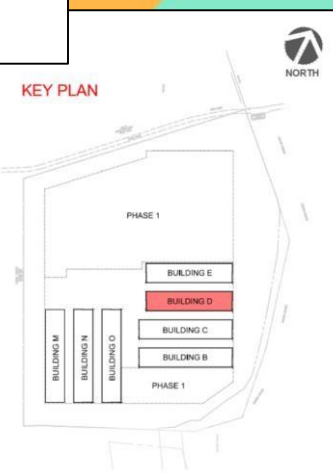 NORTH
KEY PLAN
PHASE 1
BUILDING E
BUILDING D
BUILDING C
BUILDING B
BUILDING M
BUILDING N
BUILDING O
PHASE 1